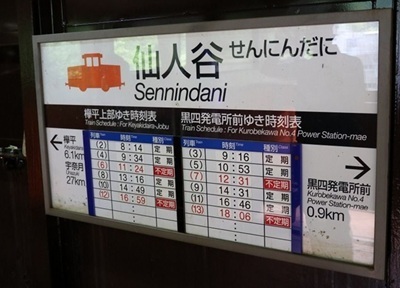 仙人谷 せんにんだに
Sennindani
欅平上部ゆき時刻表
Train Schedule : For Keyakidaira-Jobu
列車 時刻 種別
(2) 8：14 定期
(4) 9：34 定期
(6) 11：24 不定期
(8) 13：16 定期
(10) 14：49 定期
(12) 16：59 不定期
黒四発電所前ゆき時刻表
Train Schedule : For Kurobekawa No.4 Power Station-mae
列車 時刻 種別
(3) 9：16 定期
(5) 10：53 定期
(7) 12：31 不定期
(9) 14：21 定期
(11) 16：01 定期
(13) 18：06 不定期
欅平
Keyakidaira
6.1km
宇奈月
Unazuki
27km
黒四発電所前
Kurobekawa No.4
Power Station-mae
0.9km